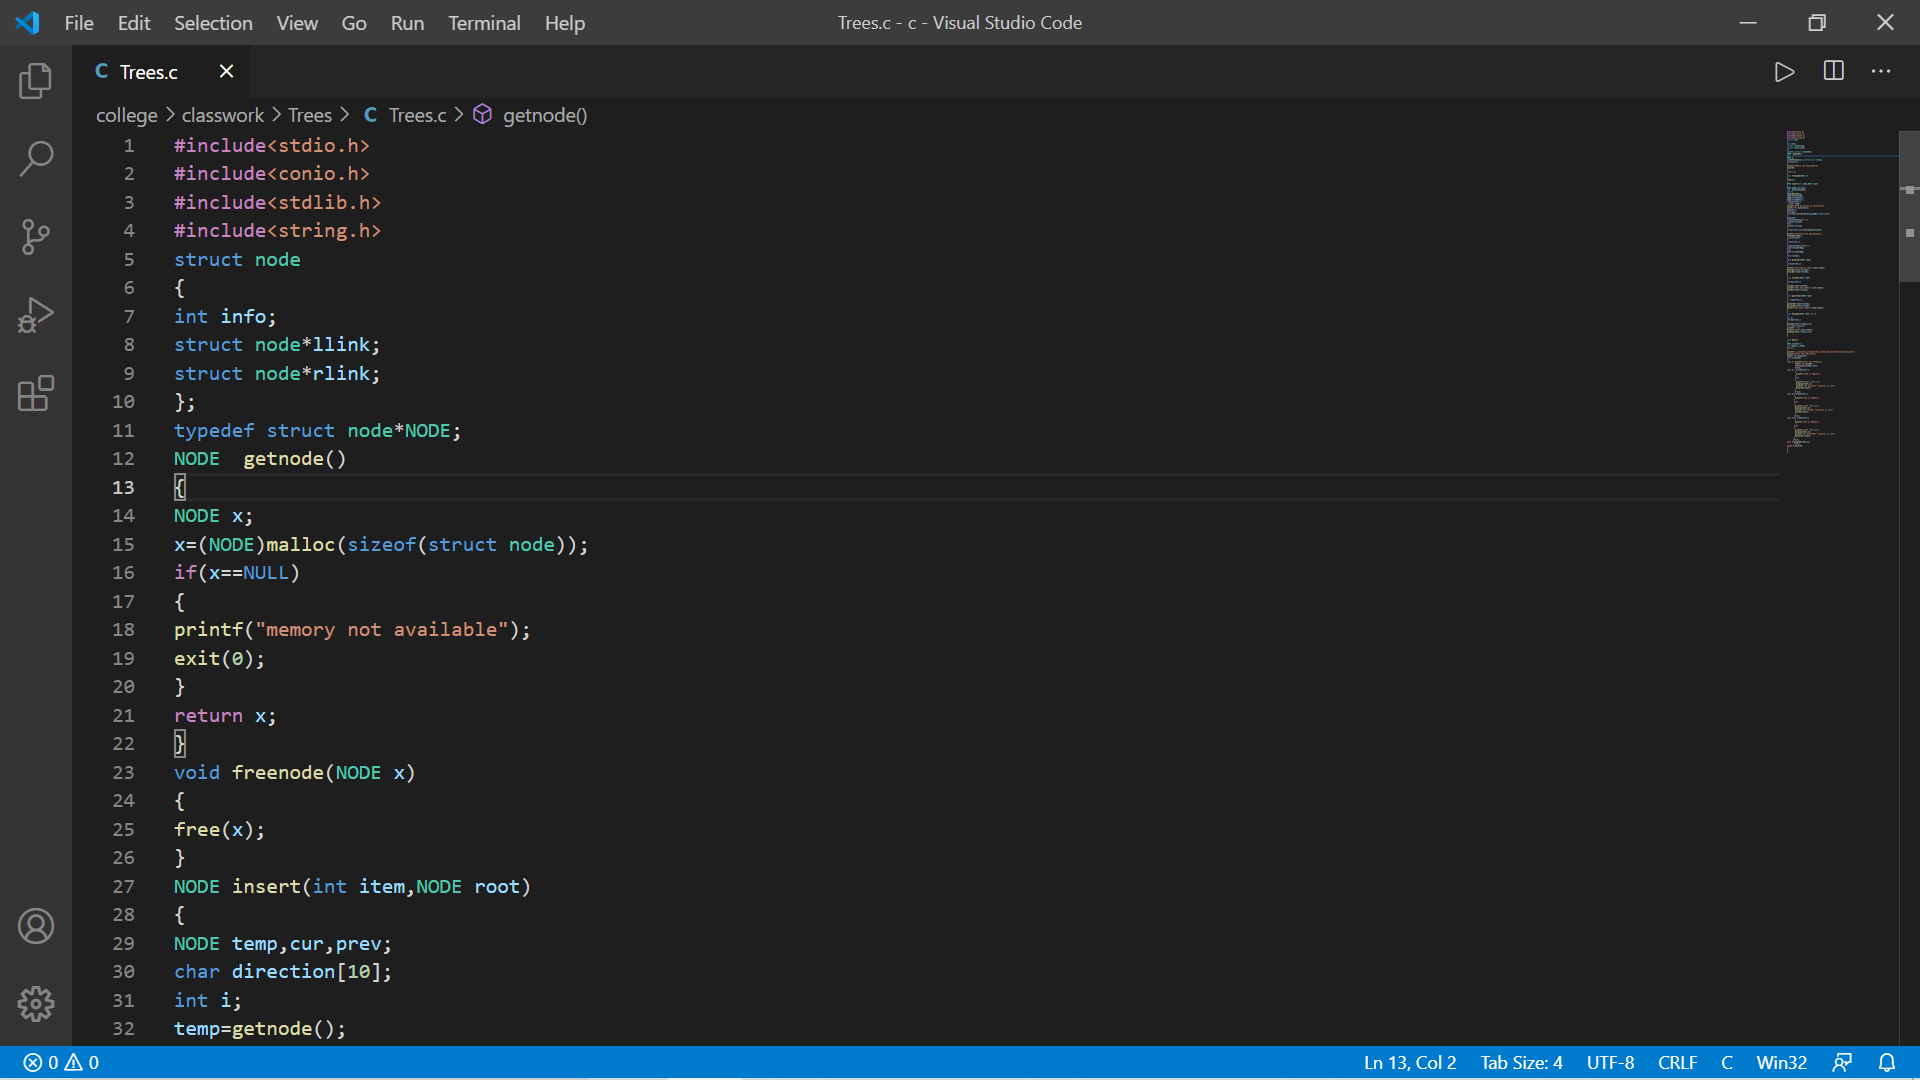 File Edit Selection View Go Run Terminal Help Trees.c - c - Visual Studio Code
C Trees.c
college > classwork > Trees > C Trees.c > getnode()
1 #include<stdio.h>
2 #include<conio.h>
3 #include<stdlib.h>
4 #include<string.h>
5 struct node
6 {
7 int info;
8 struct node*llink;
9 struct node*rlink;
10 };
11 typedef struct node*NODE;
12 NODE  getnode()
13 {
14 NODE x;
15 x=(NODE)malloc(sizeof(struct node));
16 if(x==NULL)
17 {
18 printf("memory not available");
19 exit(0);
20 }
21 return x;
22 }
23 void freenode(NODE x)
24 {
25 free(x);
26 }
27 NODE insert(int item,NODE root)
28 {
29 NODE temp,cur,prev;
30 char direction[10];
31 int i;
32 temp=getnode();
0 0 Ln 13, Col 2 Tab Size: 4 UTF-8 CRLF C Win32